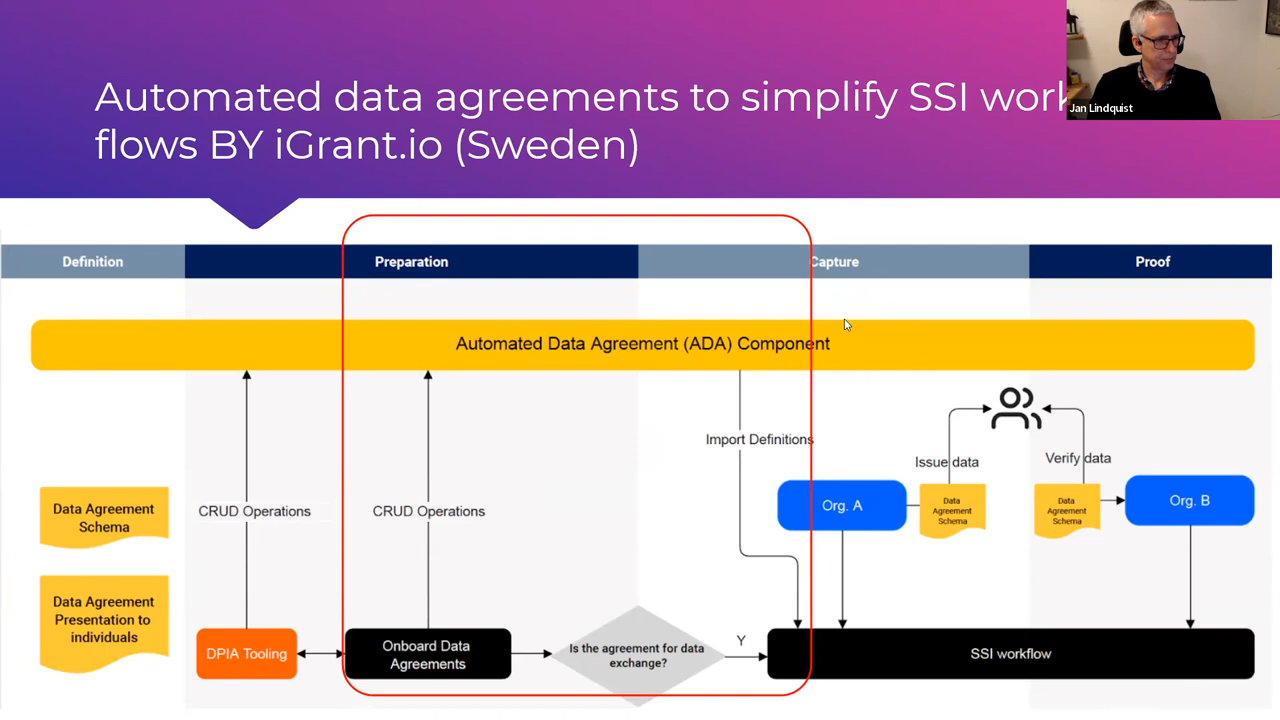 Automated data agreements to simplify SSI work
flows BY iGrant.io (Sweden)
Jan Lindquist
Definition
Preparation
Capture
Proof
Automated Data Agreement (ADA) Component
Import Definitions
Issue data
Verify data
Data Agreement
Schema
CRUD Operations
CRUD Operations
Org. A
Data
Agreement
Schema
Data
Agreement
Schema
Org. B
Data Agreement
Presentation to
individuals
DPIA Tooling
Onboard Data
Agreements
Is the agreement for data
exchange?
Y
SSI workflow